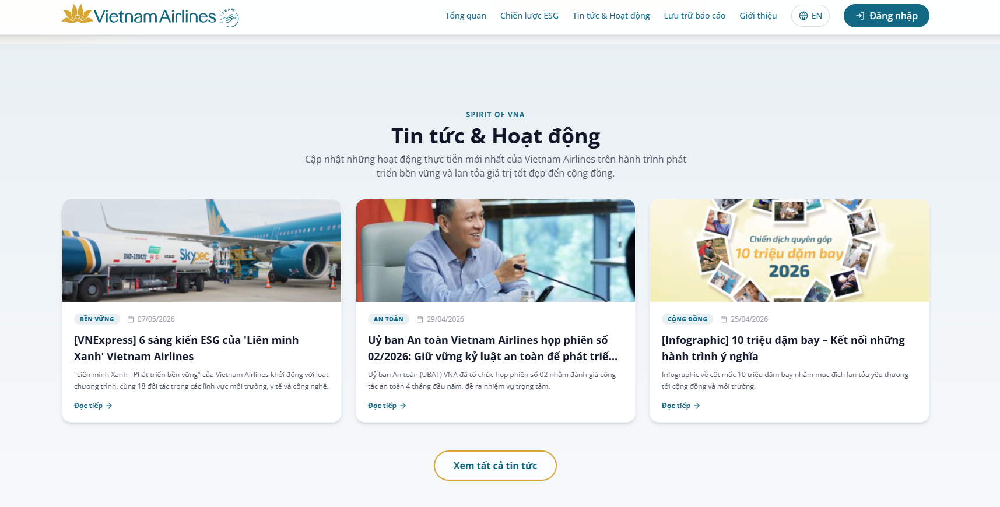 Vietnam Airlines
SKYTEAM
Tổng quan
Chiến lược ESG
Tin tức & Hoạt động
Lưu trữ báo cáo
Giới thiệu
EN
Đăng nhập
SPIRIT OF VNA
Tin tức & Hoạt động
Cập nhật những hoạt động thực tiễn mới nhất của Vietnam Airlines trên hành trình phát
triển bền vững và lan tỏa giá trị tốt đẹp đến cộng đồng.
DAD-320022
Skypec
BỀN VỮNG
07/05/2026
[VNExpress] 6 sáng kiến ESG của 'Liên minh
Xanh' Vietnam Airlines
"Liên minh Xanh - Phát triển bền vững" của Vietnam Airlines khởi động với loạt
chương trình, cùng 18 đối tác trong các lĩnh vực môi trường, y tế và công nghệ.
Đọc tiếp
AN TOÀN
29/04/2026
Uỷ ban An toàn Vietnam Airlines họp phiên số
02/2026: Giữ vững kỷ luật an toàn để phát triể...
Uỷ ban An toàn (UBAT) VNA đã tổ chức họp phiên số 02 nhằm đánh giá công
tác an toàn 4 tháng đầu năm, đề ra nhiệm vụ trọng tâm.
Đọc tiếp
Chiến dịch quyên góp
10 triệu dặm bay
2026
CỘNG ĐỒNG
25/04/2026
[Infographic] 10 triệu dặm bay – Kết nối những
hành trình ý nghĩa
Infographic về cột mốc 10 triệu dặm bay nhằm mục đích lan tỏa yêu thương
tới cộng đồng và môi trường.
Đọc tiếp
Xem tất cả tin tức